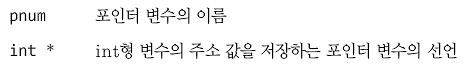 pnum 포인터 변수의 이름
int * int형 변수의 주소 값을 저장하는 포인터 변수의 선언